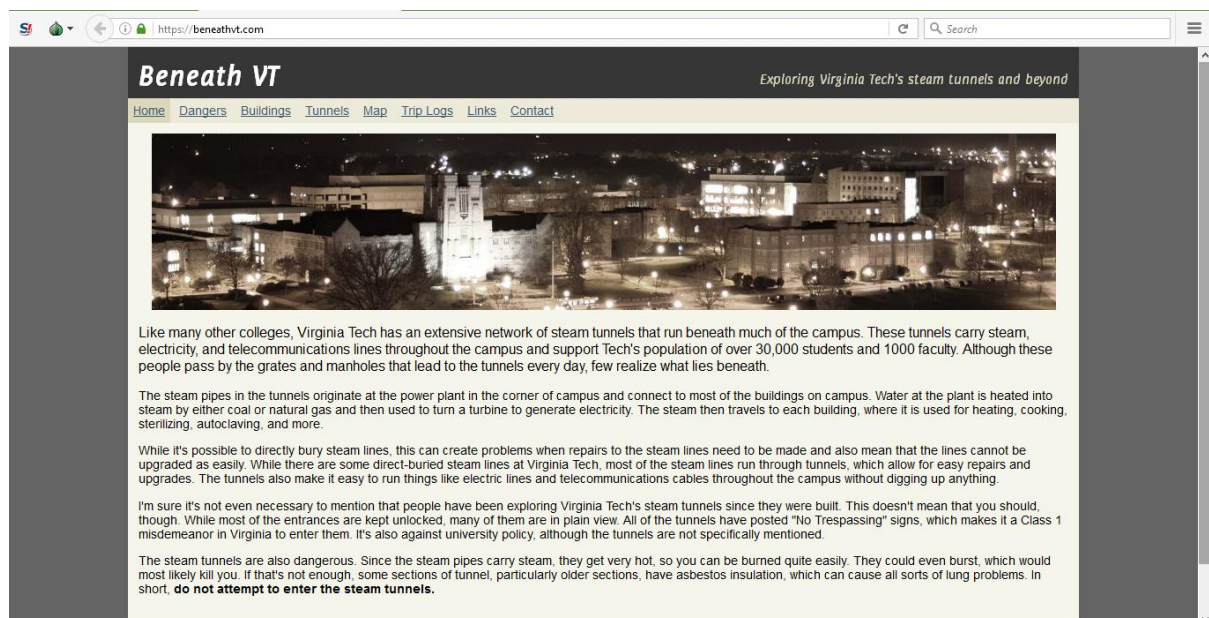 S!
https://beneathvt.com
Search
Beneath VT
Exploring Virginia Tech's steam tunnels and beyond
Home Dangers Buildings Tunnels Map Trip Logs Links Contact
Like many other colleges, Virginia Tech has an extensive network of steam tunnels that run beneath much of the campus. These tunnels carry steam,
electricity, and telecommunications lines throughout the campus and support Tech's population of over 30,000 students and 1000 faculty. Although these
people pass by the grates and manholes that lead to the tunnels every day, few realize what lies beneath.
The steam pipes in the tunnels originate at the power plant in the corner of campus and connect to most of the buildings on campus. Water at the plant is heated into
steam by either coal or natural gas and then used to turn a turbine to generate electricity. The steam then travels to each building, where it is used for heating, cooking,
sterilizing, autoclaving, and more.
While it's possible to directly bury steam lines, this can create problems when repairs to the steam lines need to be made and also mean that the lines cannot be
upgraded as easily. While there are some direct-buried steam lines at Virginia Tech, most of the steam lines run through tunnels, which allow for easy repairs and
upgrades. The tunnels also make it easy to run things like electric lines and telecommunications cables throughout the campus without digging up anything.
I'm sure it's not even necessary to mention that people have been exploring Virginia Tech's steam tunnels since they were built. This doesn't mean that you should,
though. While most of the entrances are kept unlocked, many of them are in plain view. All of the tunnels have posted "No Trespassing" signs, which makes it a Class 1
misdemeanor in Virginia to enter them. It's also against university policy, although the tunnels are not specifically mentioned.
The steam tunnels are also dangerous. Since the steam pipes carry steam, they get very hot, so you can be burned quite easily. They could even burst, which would
most likely kill you. If that's not enough, some sections of tunnel, particularly older sections, have asbestos insulation, which can cause all sorts of lung problems. In
short, do not attempt to enter the steam tunnels.